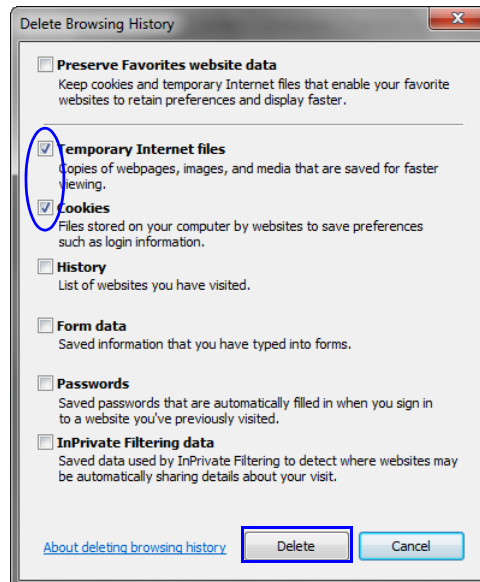 Delete Browsing History
Preserve Favorites website data
Keep cookies and temporary Internet files that enable your favorite
websites to retain preferences and display faster.
Temporary Internet files
Copies of webpages, images, and media that are saved for faster
viewing.
Cookies
Files stored on your computer by websites to save preferences
such as login information.
History
List of websites you have visited.
Form data
Saved information that you have typed into forms.
Passwords
Saved passwords that are automatically filled in when you sign in
to a website you've previously visited.
InPrivate Filtering data
Saved data used by InPrivate Filtering to detect where websites may
be automatically sharing details about your visit.
About deleting browsing history Delete Cancel